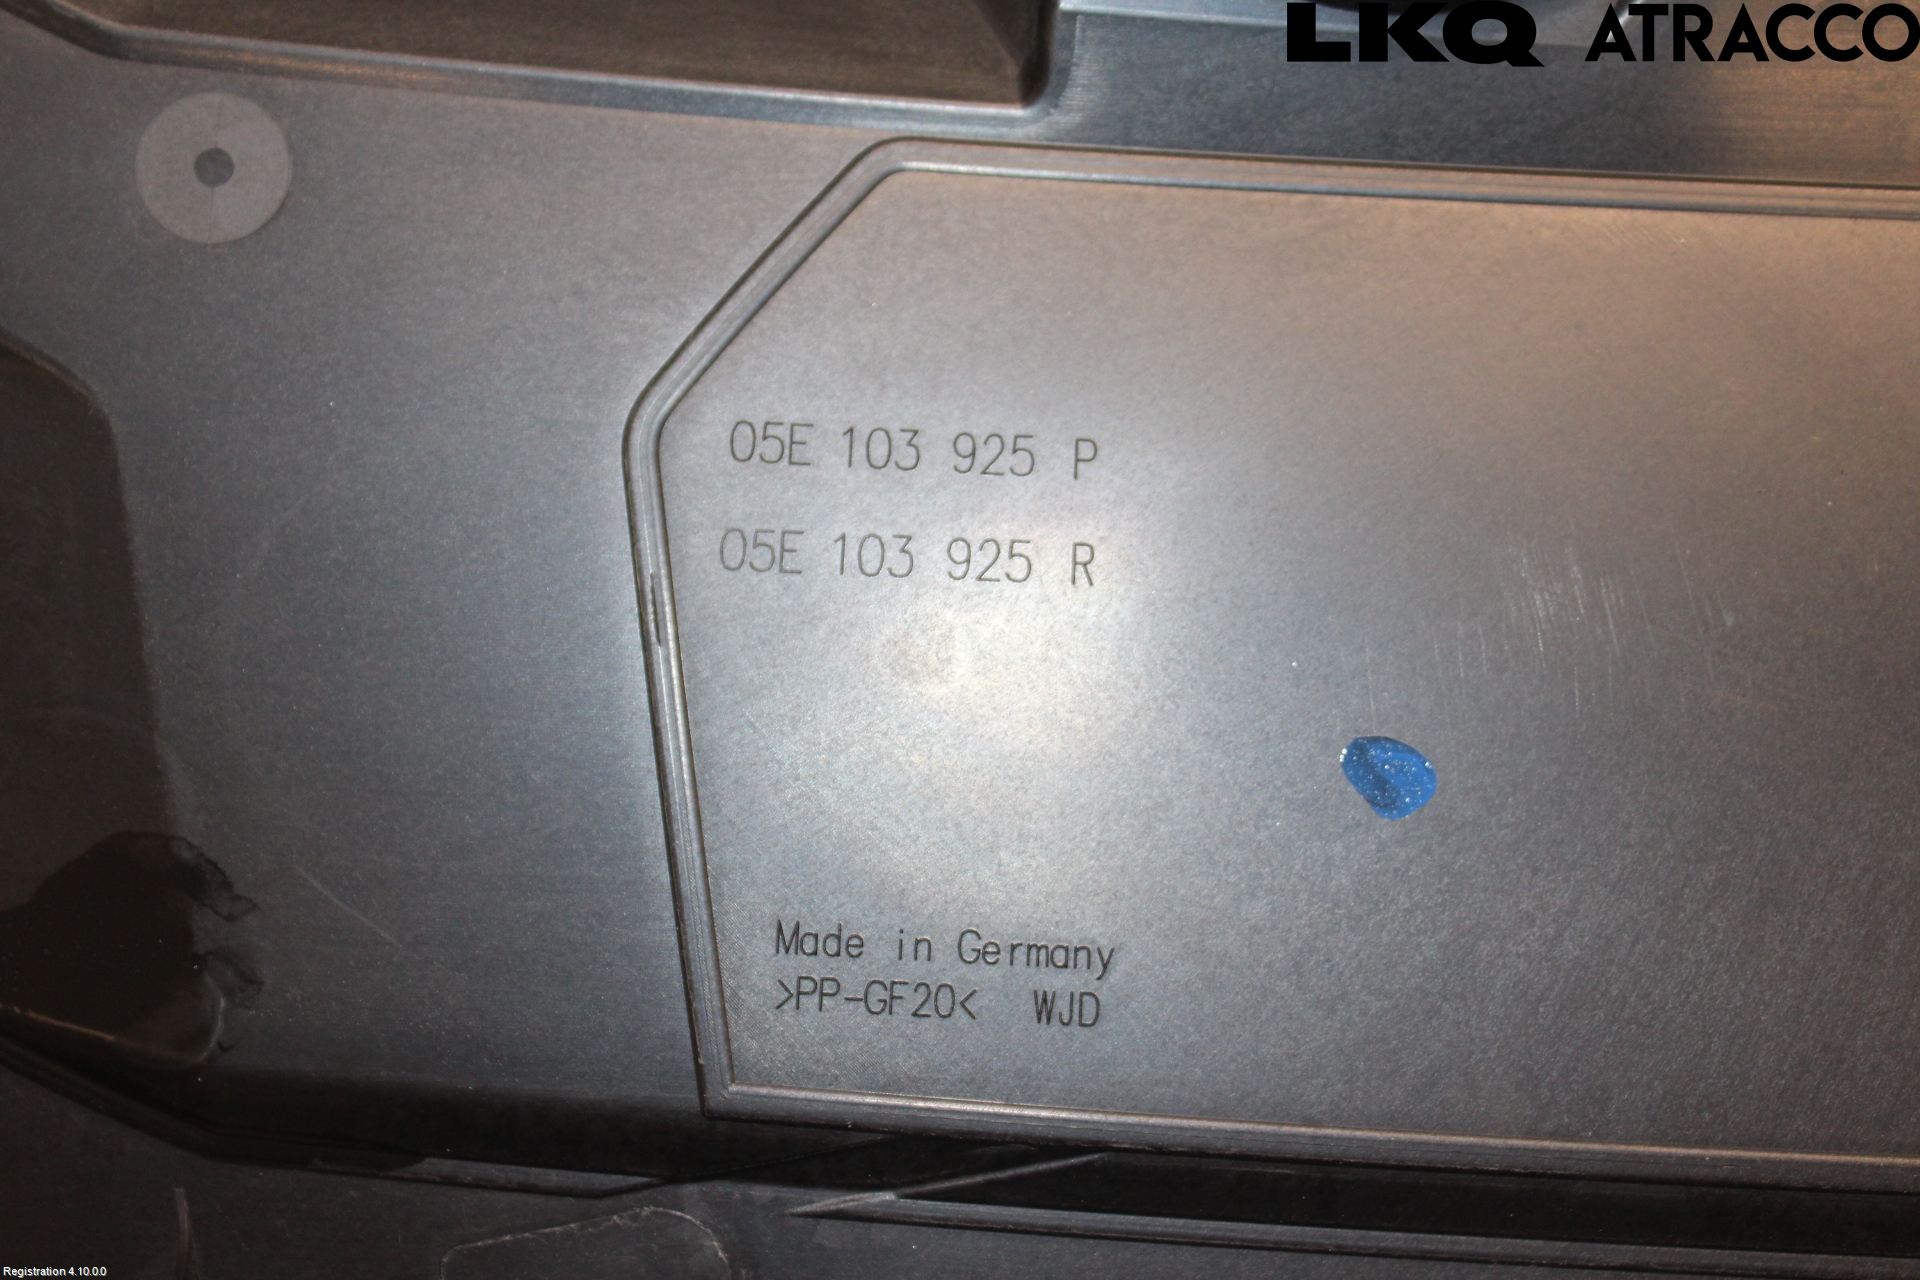 LKQ ATRACCO
05E 103 925 P
05E 103 925 R
Made in Germany
>PP-GF20< WJD
Registration 4.10.0.0